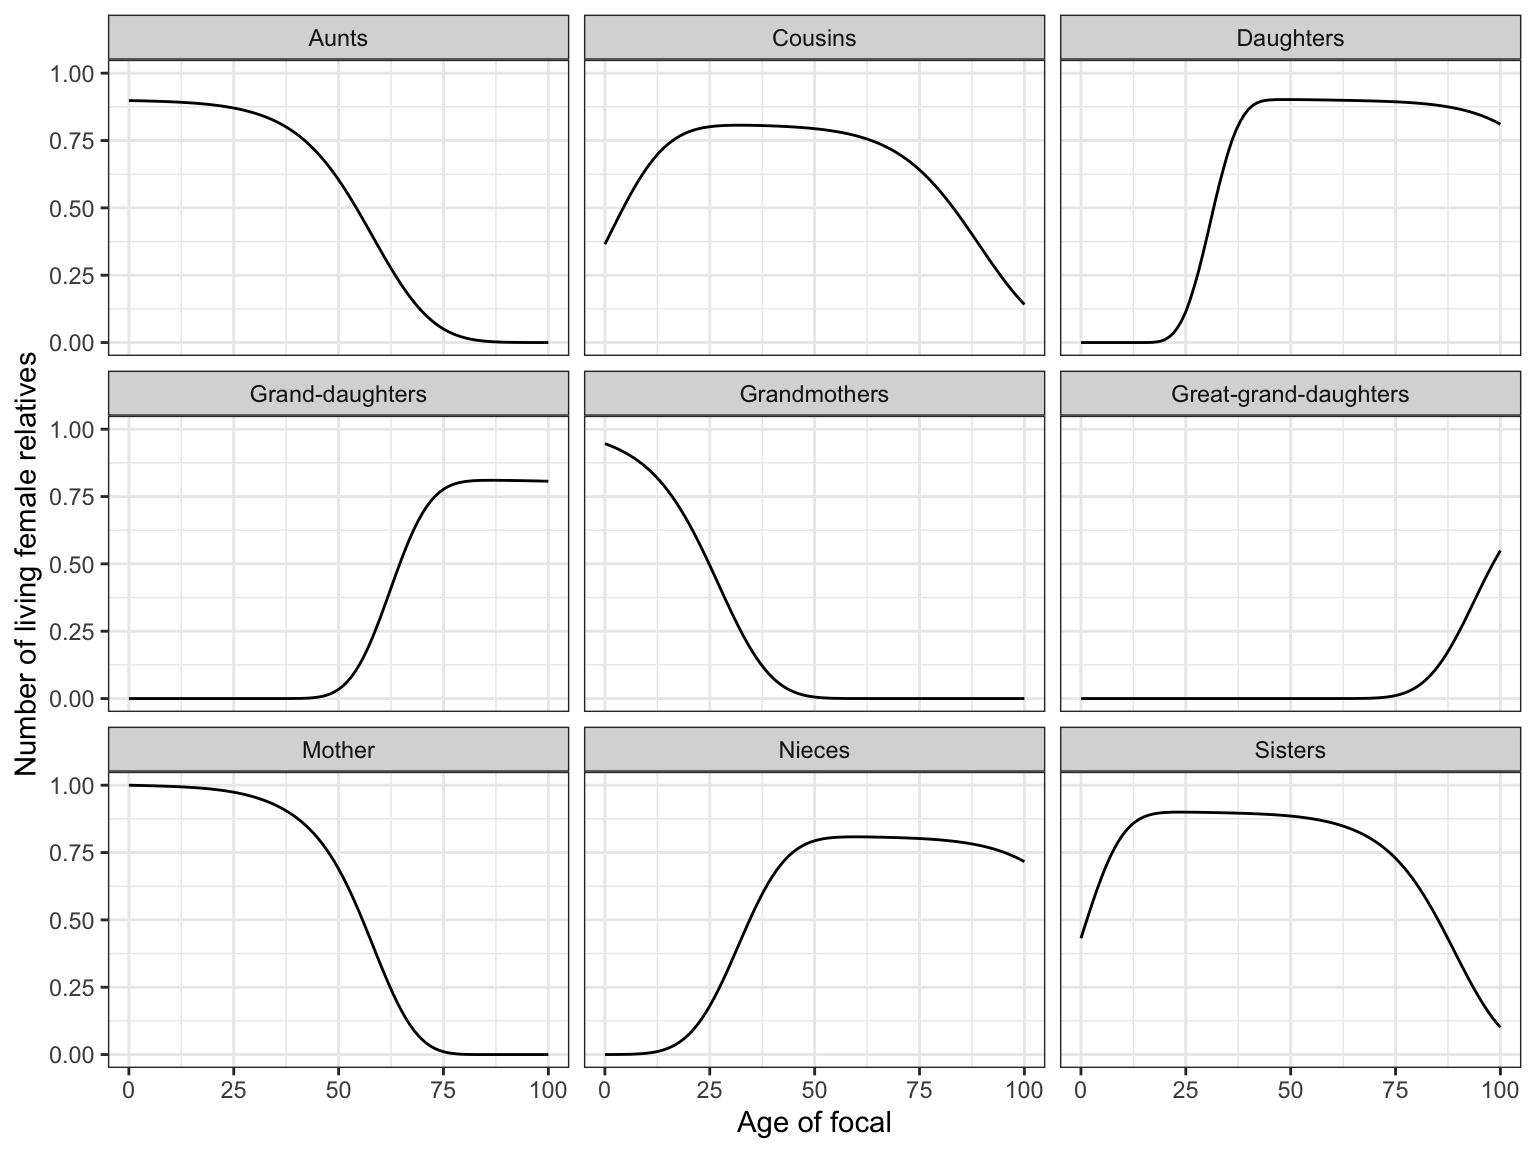 Aunts
Cousins
Daughters
1.00
0.75
0.50
0.25
0.00
Grand-daughters
Grandmothers
Great-grand-daughters
1.00
0.75
0.50
0.25
0.00
Mother
Nieces
Sisters
1.00
0.75
0.50
0.25
0.00
0 25 50 75 100
0 25 50 75 100
0 25 50 75 100
Age of focal
Number of living female relatives